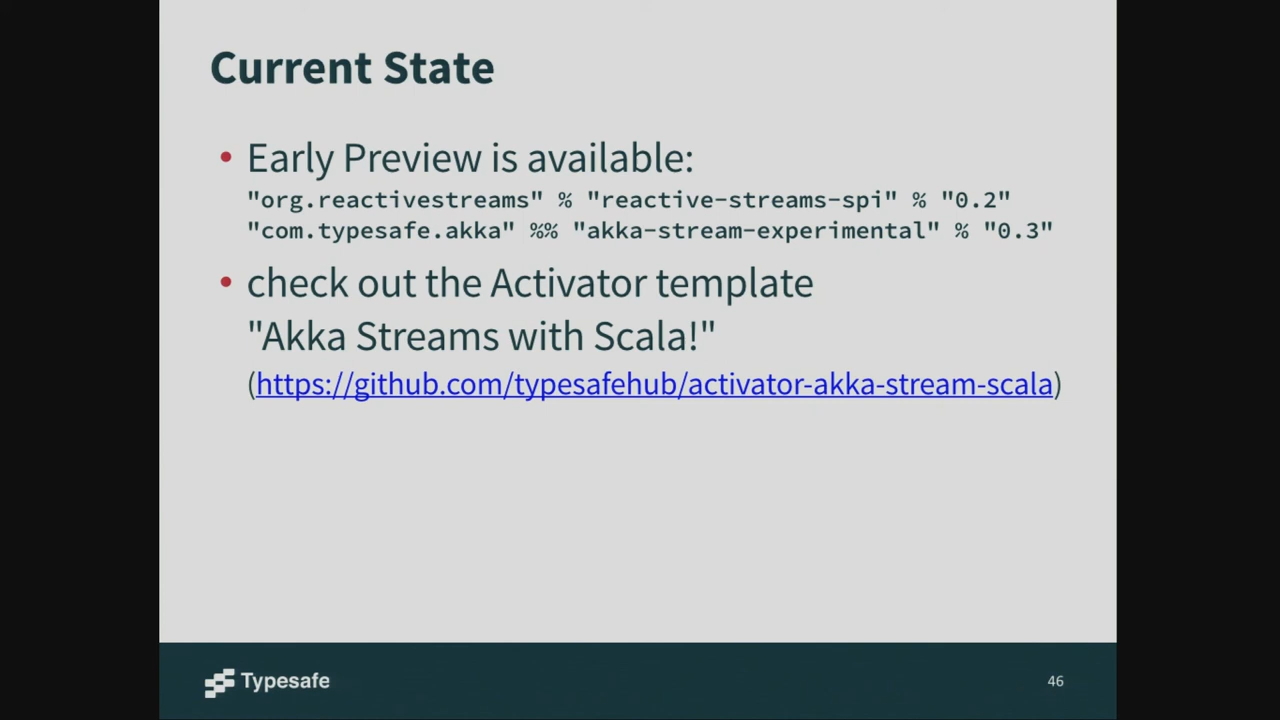 Current State
• Early Preview is available:
"org.reactivestreams" % "reactive-streams-spi" % "0.2"
"com.typesafe.akka" %% "akka-stream-experimental" % "0.3"
• check out the Activator template
"Akka Streams with Scala!"
(https://github.com/typesafehub/activator-akka-stream-scala)
Typesafe
46